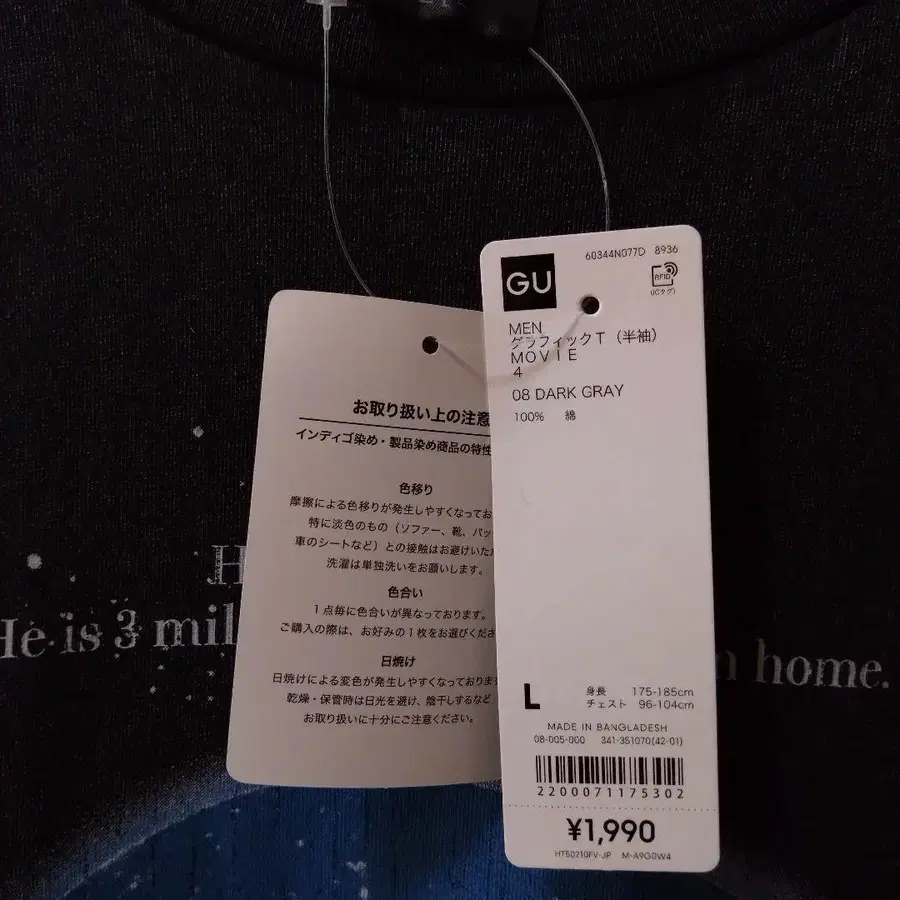 お取り扱い上の注意
インディゴ染め・製品染め商品の特性
色移り
摩擦による色移りが発生しやすくなってお
特に淡色のもの（ソファー、靴、バッ
車のシートなど）との接触はお避けいた
洗濯は単独洗いをお願いします。
色合い
1点毎に色合いが異なっております。
ご購入の際は、お好みの1枚をお選びくださ
日焼け
日焼けによる変色が発生しやすくなっておりま
乾燥・保管時は日光を避け、陰干しするなど
お取り扱いに十分にご注意ください。
GU
60344N077D 8936
RFID
(ICタグ)
MEN
グラフィックT（半袖）
MOVIE
4
08 DARK GRAY
100% 綿
L
身長 175-185cm
チェスト 96-104cm
MADE IN BANGLADESH
08-005-000 341-351070(42-01)
2200071175302
¥1,990
HT50210FV-JP M-A9G0W4
H
He is 3 mil
home.